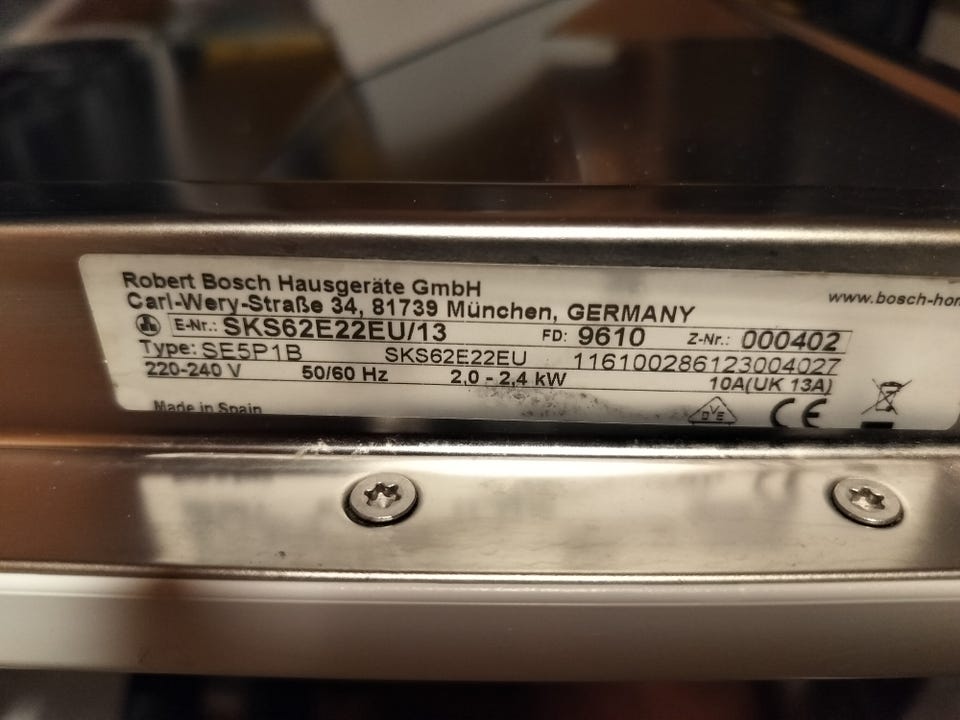 Robert Bosch Hausgeräte GmbH
www.bosch-hom
Carl-Wery-Straße 34, 81739 München, GERMANY
E-Nr.: SKS62E22EU/13 FD: 9610 Z-Nr.: 000402
Type: SE5P1B SKS62E22EU 116100286123004027
220-240 V 50/60 Hz 2,0 - 2,4 kW 10A(UK 13A)
Made in Spain DVE CE